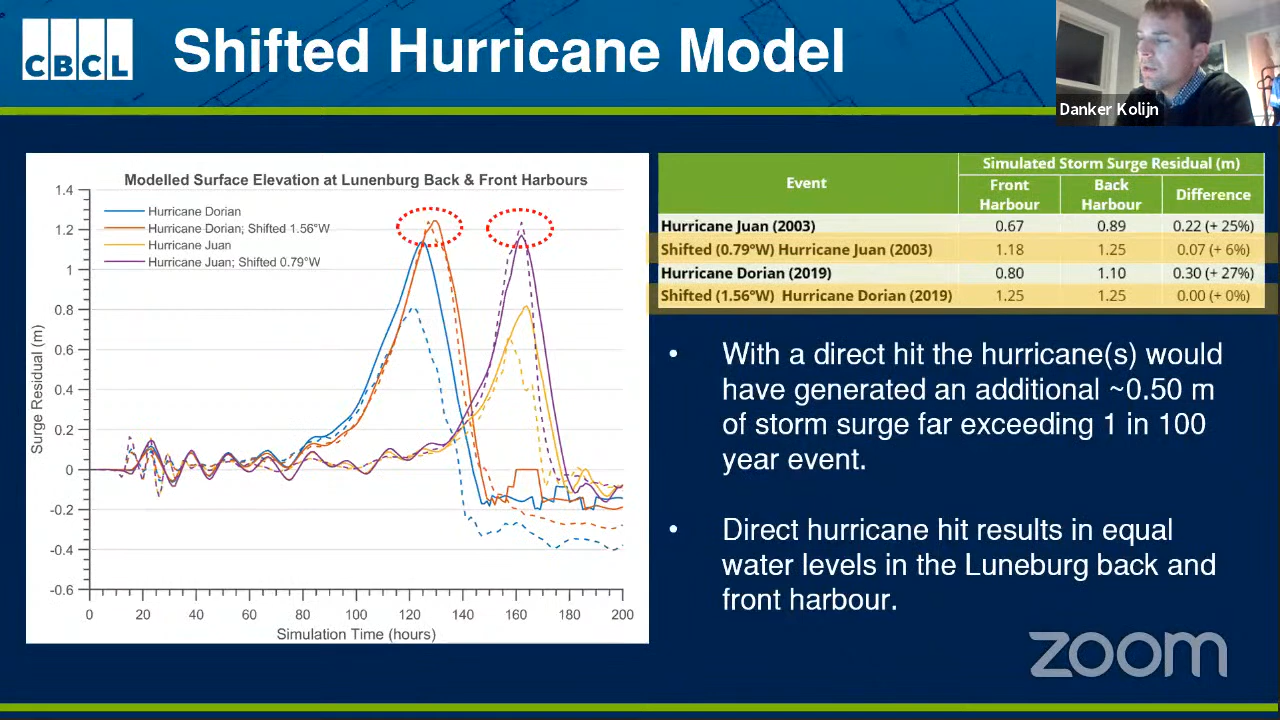 CBCL
Shifted Hurricane Model
Danker Kolijn
Modelled Surface Elevation at Lunenburg Back & Front Harbours
Hurricane Dorian
Hurricane Dorian; Shifted 1.56°W
Hurricane Juan
Hurricane Juan; Shifted 0.79°W
Surge Residual (m)
1.4
1.2
1
0.8
0.6
0.4
0.2
0
-0.2
-0.4
-0.6
0 20 40 60 80 100 120 140 160 180 200
Simulation Time (hours)
Event
Simulated Storm Surge Residual (m)
Front Harbour
Back Harbour
Difference
Hurricane Juan (2003) 0.67 0.89 0.22 (+ 25%)
Shifted (0.79°W) Hurricane Juan (2003) 1.18 1.25 0.07 (+ 6%)
Hurricane Dorian (2019) 0.80 1.10 0.30 (+ 27%)
Shifted (1.56°W) Hurricane Dorian (2019) 1.25 1.25 0.00 (+ 0%)
• With a direct hit the hurricane(s) would
have generated an additional ~0.50 m
of storm surge far exceeding 1 in 100
year event.
• Direct hurricane hit results in equal
water levels in the Luneburg back and
front harbour.
zoom